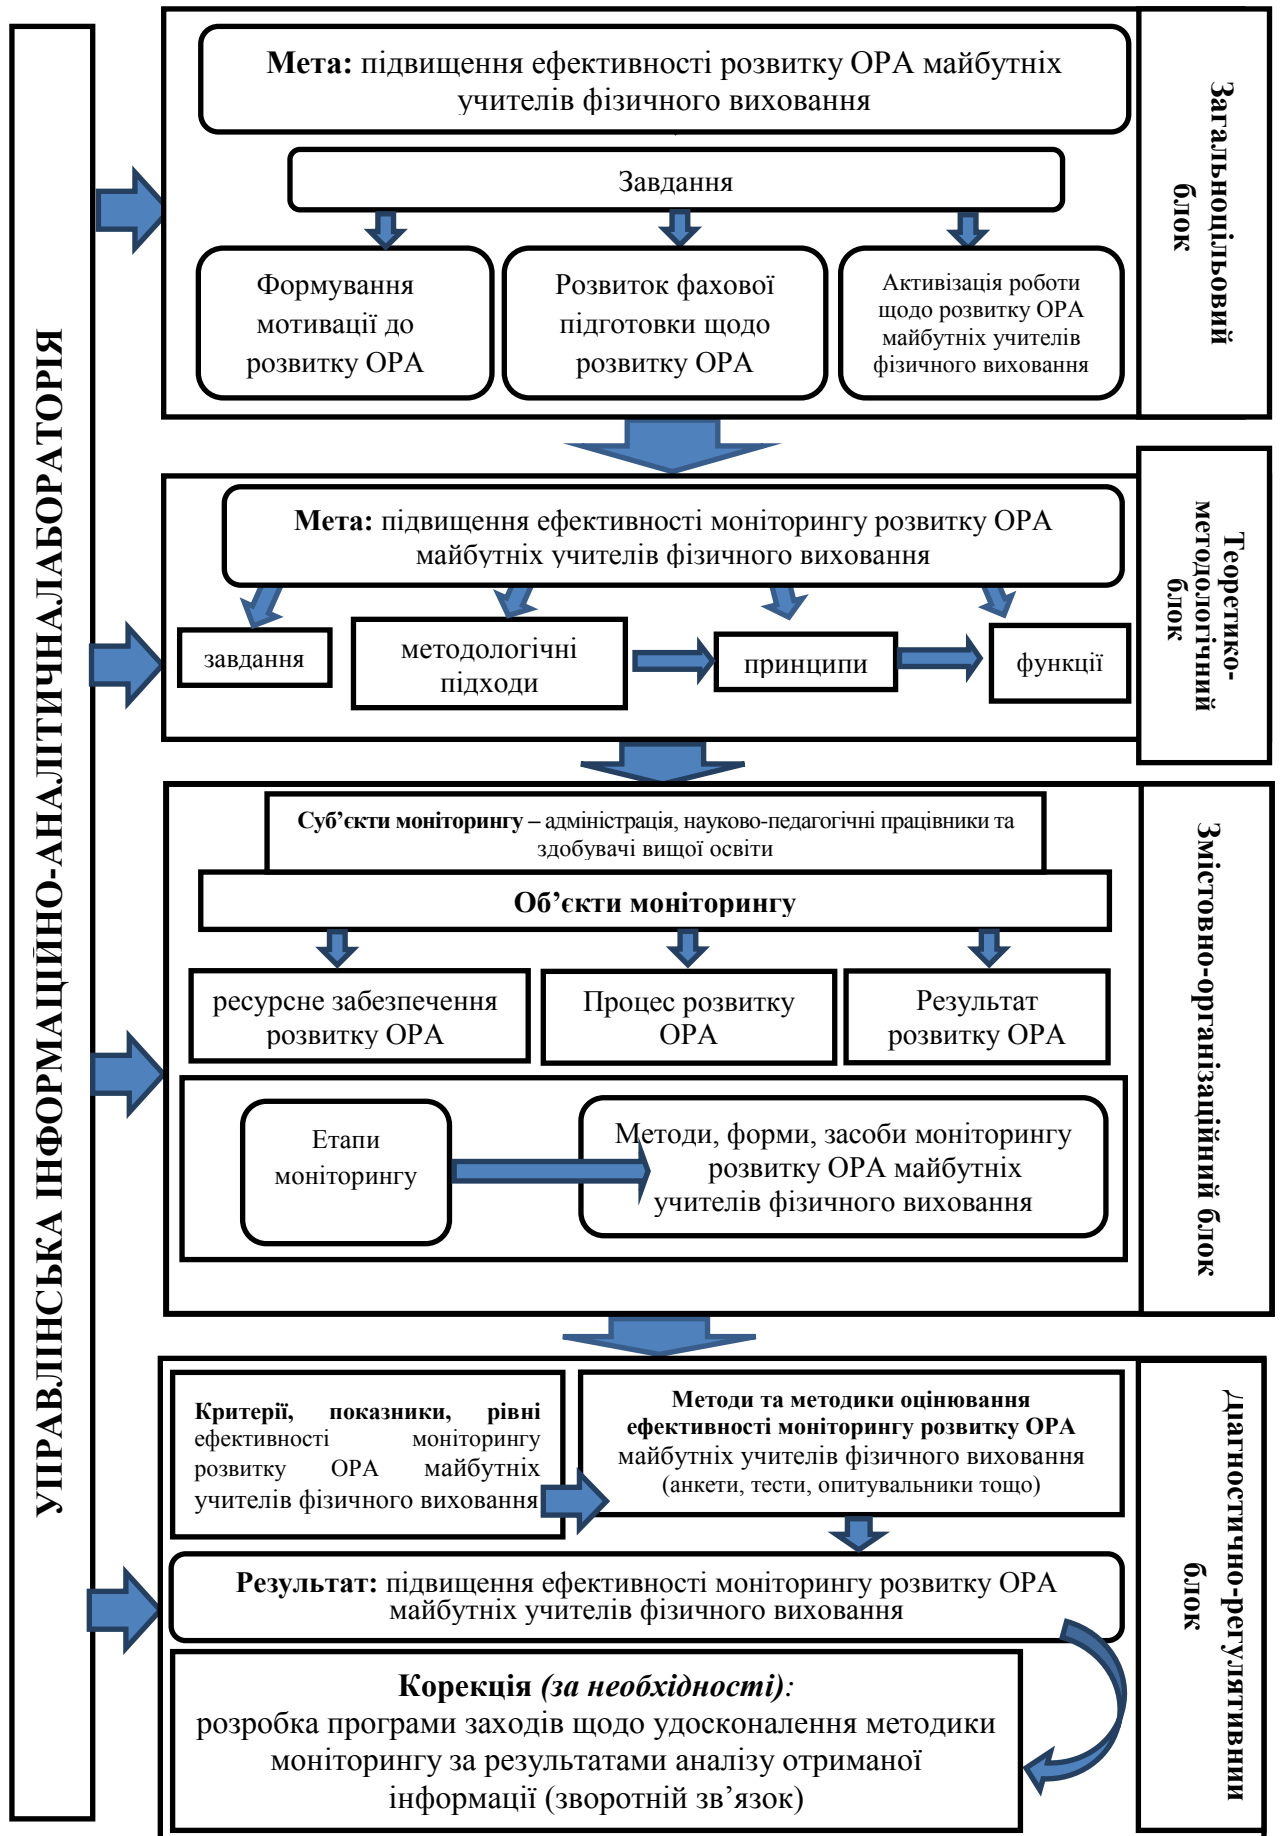 УПРАВЛІНСЬКА ІНФОРМАЦІЙНО-АНАЛІТИЧНАЛАБОРАТОРІЯ
Мета: підвищення ефективності розвитку ОРА майбутніх
учителів фізичного виховання
Завдання
Формування
мотивації до
розвитку ОРА
Розвиток фахової
підготовки щодо
розвитку ОРА
Активізація роботи
щодо розвитку ОРА
майбутніх учителів
фізичного виховання
Загальноцільовий
блок
Мета: підвищення ефективності моніторингу розвитку ОРА
майбутніх учителів фізичного виховання
завдання
методологічні
підходи
принципи
функції
Теоретико-
методологічний
блок
Суб’єкти моніторингу – адміністрація, науково-педагогічні працівники та
здобувачі вищої освіти
Об’єкти моніторингу
ресурсне забезпечення
розвитку ОРА
Процес розвитку
ОРА
Результат
розвитку ОРА
Етапи
моніторингу
Методи, форми, засоби моніторингу
розвитку ОРА майбутніх
учителів фізичного виховання
Змістовно-організаційний блок
Критерії, показники, рівні
ефективності моніторингу
розвитку ОРА майбутніх
учителів фізичного виховання
Методи та методики оцінювання
ефективності моніторингу розвитку ОРА
майбутніх учителів фізичного виховання
(анкети, тести, опитувальники тощо)
Результат: підвищення ефективності моніторингу розвитку ОРА
майбутніх учителів фізичного виховання
Корекція (за необхідності):
розробка програми заходів щодо удосконалення методики
моніторингу за результатами аналізу отриманої
інформації (зворотній зв’язок)
Діагностично-регулятивний
блок